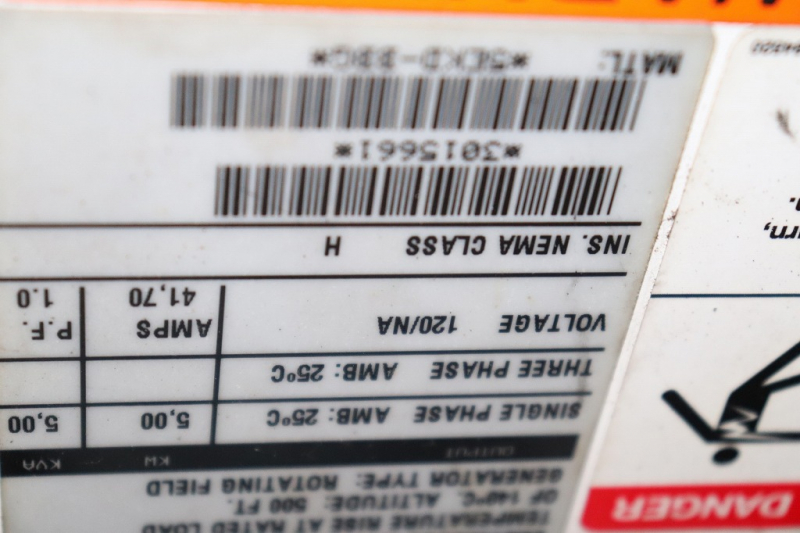 TEMPERATURE RISE AT RATED LOAD
OF 140°C. ALTITUDE: 500 FT.
GENERATOR TYPE: ROTATING FIELD
OUTPUT KW KVA
SINGLE PHASE AMB: 25°C 5,00 5,00
THREE PHASE AMB: 25°C
VOLTAGE 120/NA AMPS 41,70 P.F. 1.0
INS. NEMA CLASS H
*3015661*
MATL:
DANGER